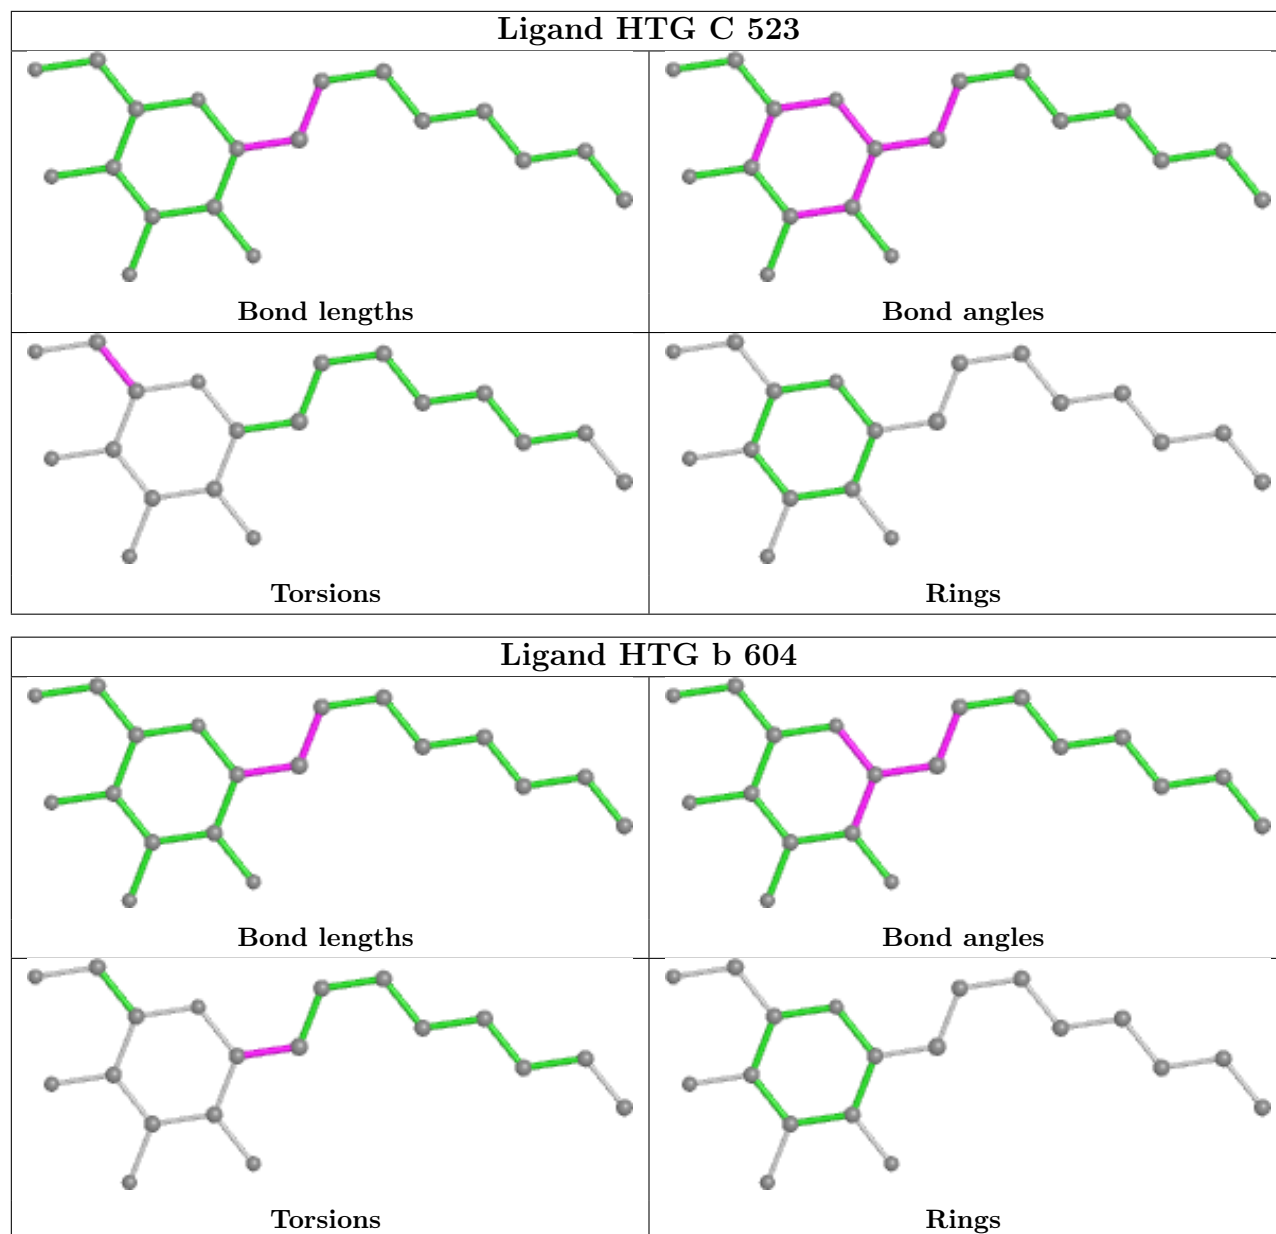 Ligand HTG C 523
Bond lengths
Bond angles
Torsions
Rings
Ligand HTG b 604
Bond lengths
Bond angles
Torsions
Rings